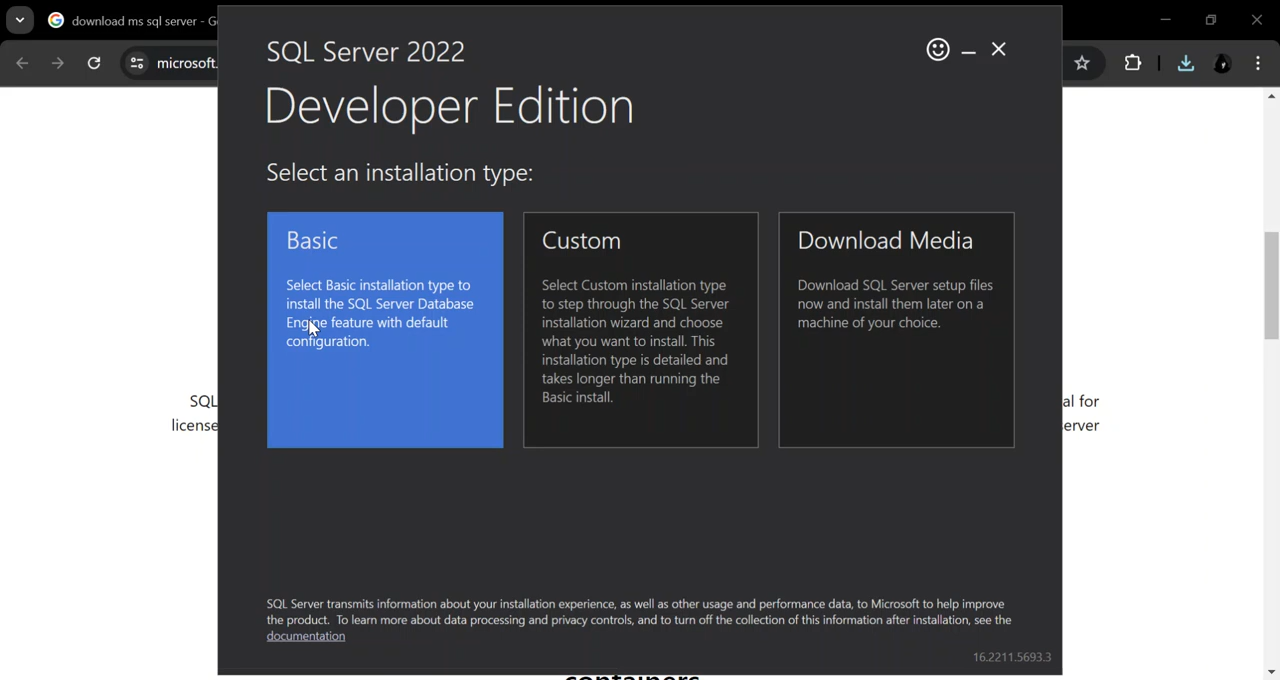 download ms sql server - G
microsoft.
SQL Server 2022
Developer Edition
Select an installation type:
Basic
Select Basic installation type to
install the SQL Server Database
Engine feature with default
configuration.
Custom
Select Custom installation type
to step through the SQL Server
installation wizard and choose
what you want to install. This
installation type is detailed and
takes longer than running the
Basic install.
Download Media
Download SQL Server setup files
now and install them later on a
machine of your choice.
SQL
al for
license
erver
SQL Server transmits information about your installation experience, as well as other usage and performance data, to Microsoft to help improve
the product. To learn more about data processing and privacy controls, and to turn off the collection of this information after installation, see the
documentation
16.2211.5693.3
containers